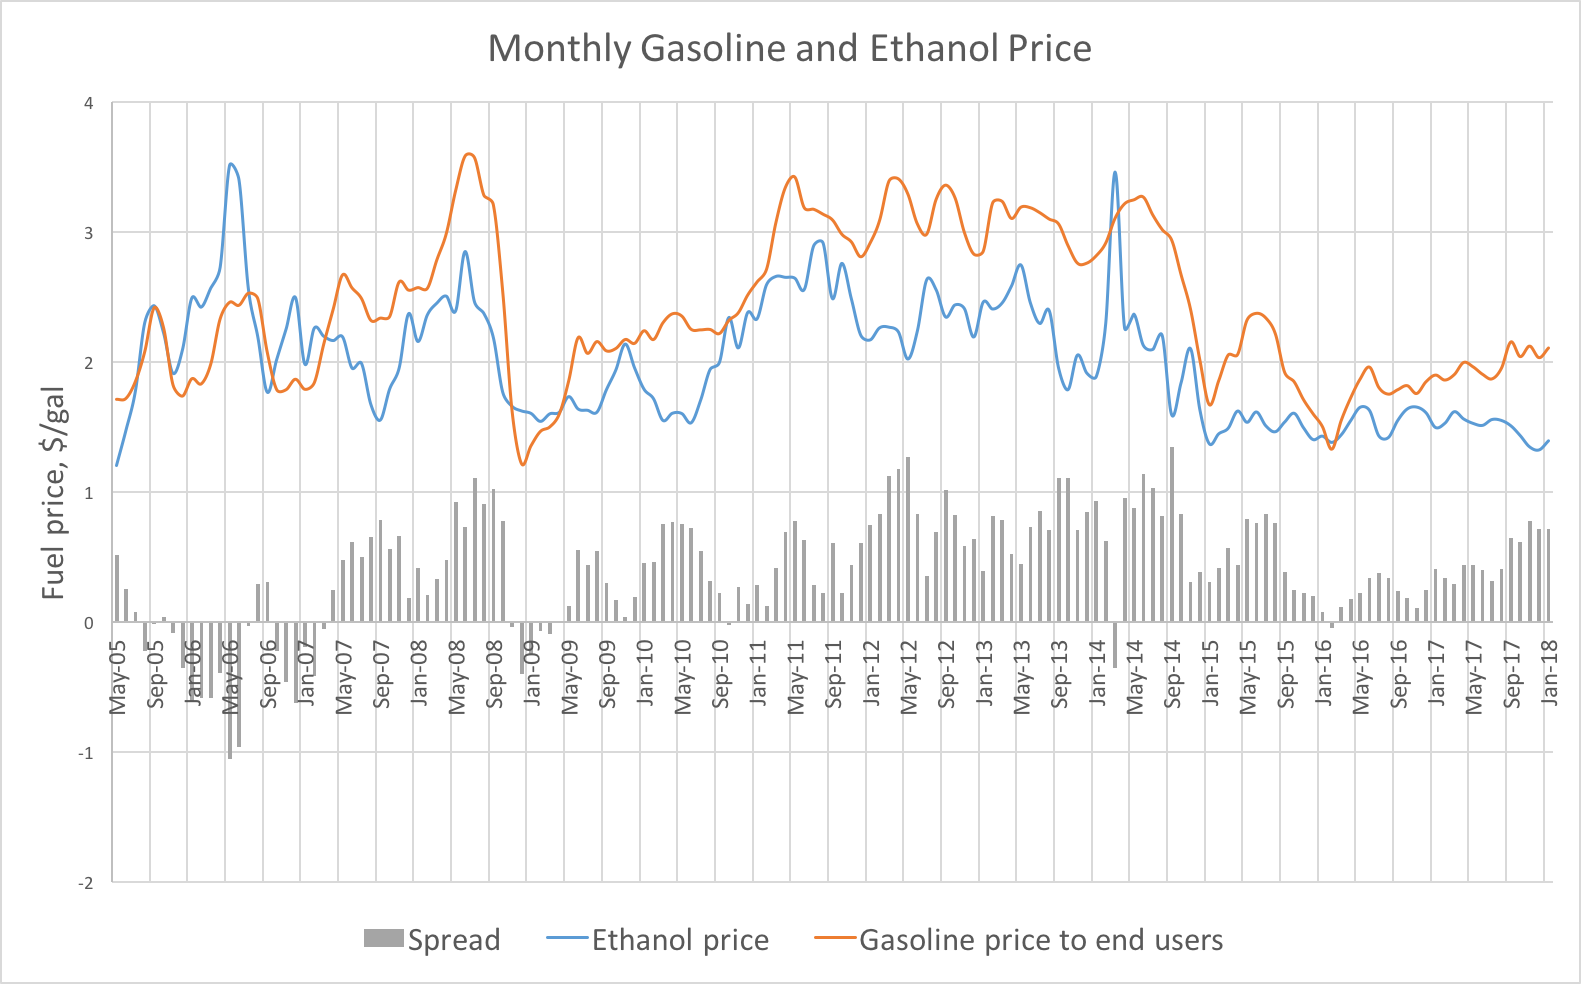 Monthly Gasoline and Ethanol Price
Fuel price, $/gal
4
3
2
1
0
-1
-2
May-05
Sep-05
Jan-06
May-06
Sep-06
Jan-07
May-07
Sep-07
Jan-08
May-08
Sep-08
Jan-09
May-09
Sep-09
Jan-10
May-10
Sep-10
Jan-11
May-11
Sep-11
Jan-12
May-12
Sep-12
Jan-13
May-13
Sep-13
Jan-14
May-14
Sep-14
Jan-15
May-15
Sep-15
Jan-16
May-16
Sep-16
Jan-17
May-17
Sep-17
Jan-18
Spread
Ethanol price
Gasoline price to end users